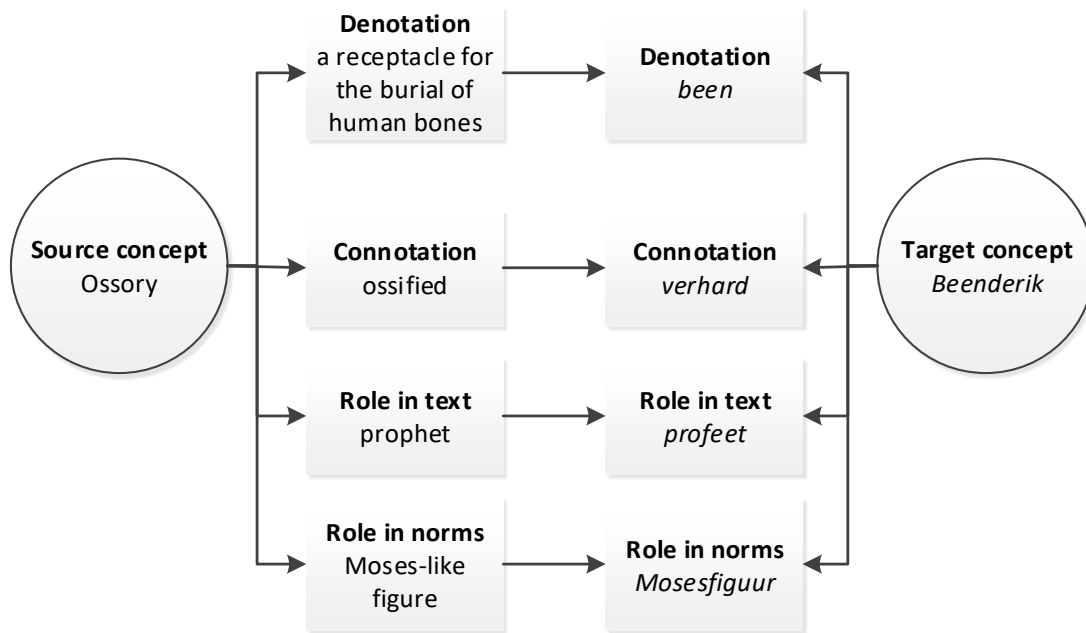 Denotation
a receptacle for
the burial of
human bones
Denotation
been
Source concept
Ossory
Connotation
ossified
Connotation
verhard
Target concept
Beenderik
Role in text
prophet
Role in text
profeet
Role in norms
Moses-like
figure
Role in norms
Mosesfiguur